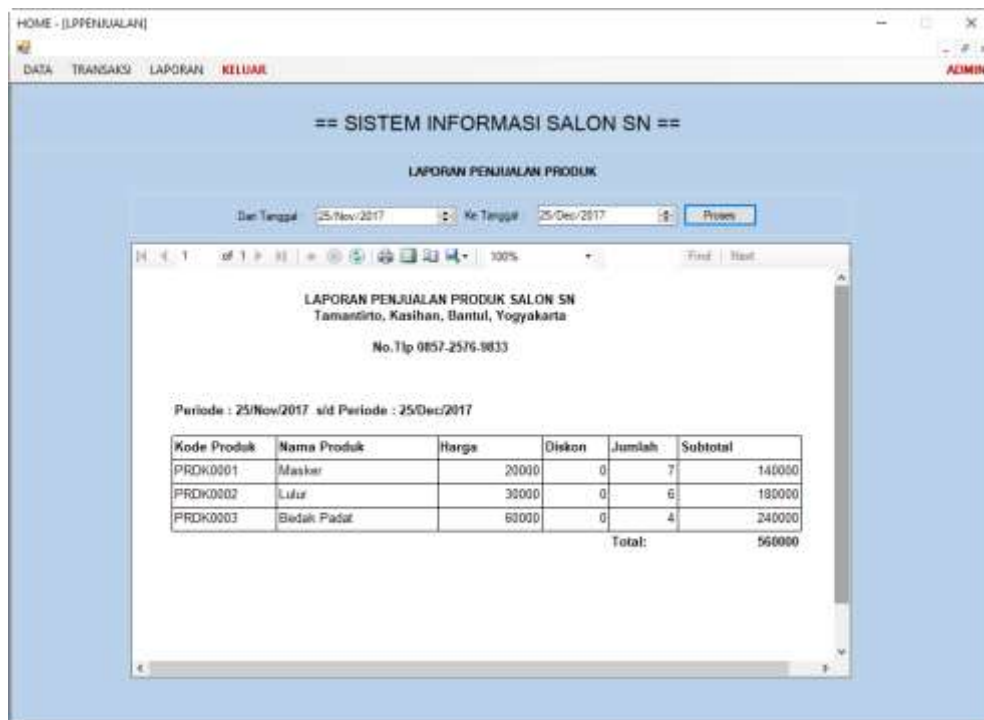 HOME - [LPPENJUALAN]
DATA TRANSAKSI LAPORAN KELUAR ADMIN
== SISTEM INFORMASI SALON SN ==
LAPORAN PENJUALAN PRODUK
Dari Tanggal 25/Nov/2017 Ke Tanggal 25/Dec/2017 Proses
1 of 1 100% Find | Next
LAPORAN PENJUALAN PRODUK SALON SN
Tamantirto, Kasihan, Bantul, Yogyakarta
No.Tlp 0857-2576-9833
Periode : 25/Nov/2017 s/d Periode : 25/Dec/2017
Kode Produk Nama Produk Harga Diskon Jumlah Subtotal
PRDK0001 Masker 20000 0 7 140000
PRDK0002 Lulur 30000 0 6 180000
PRDK0003 Bedak Padat 60000 0 4 240000
Total: 560000